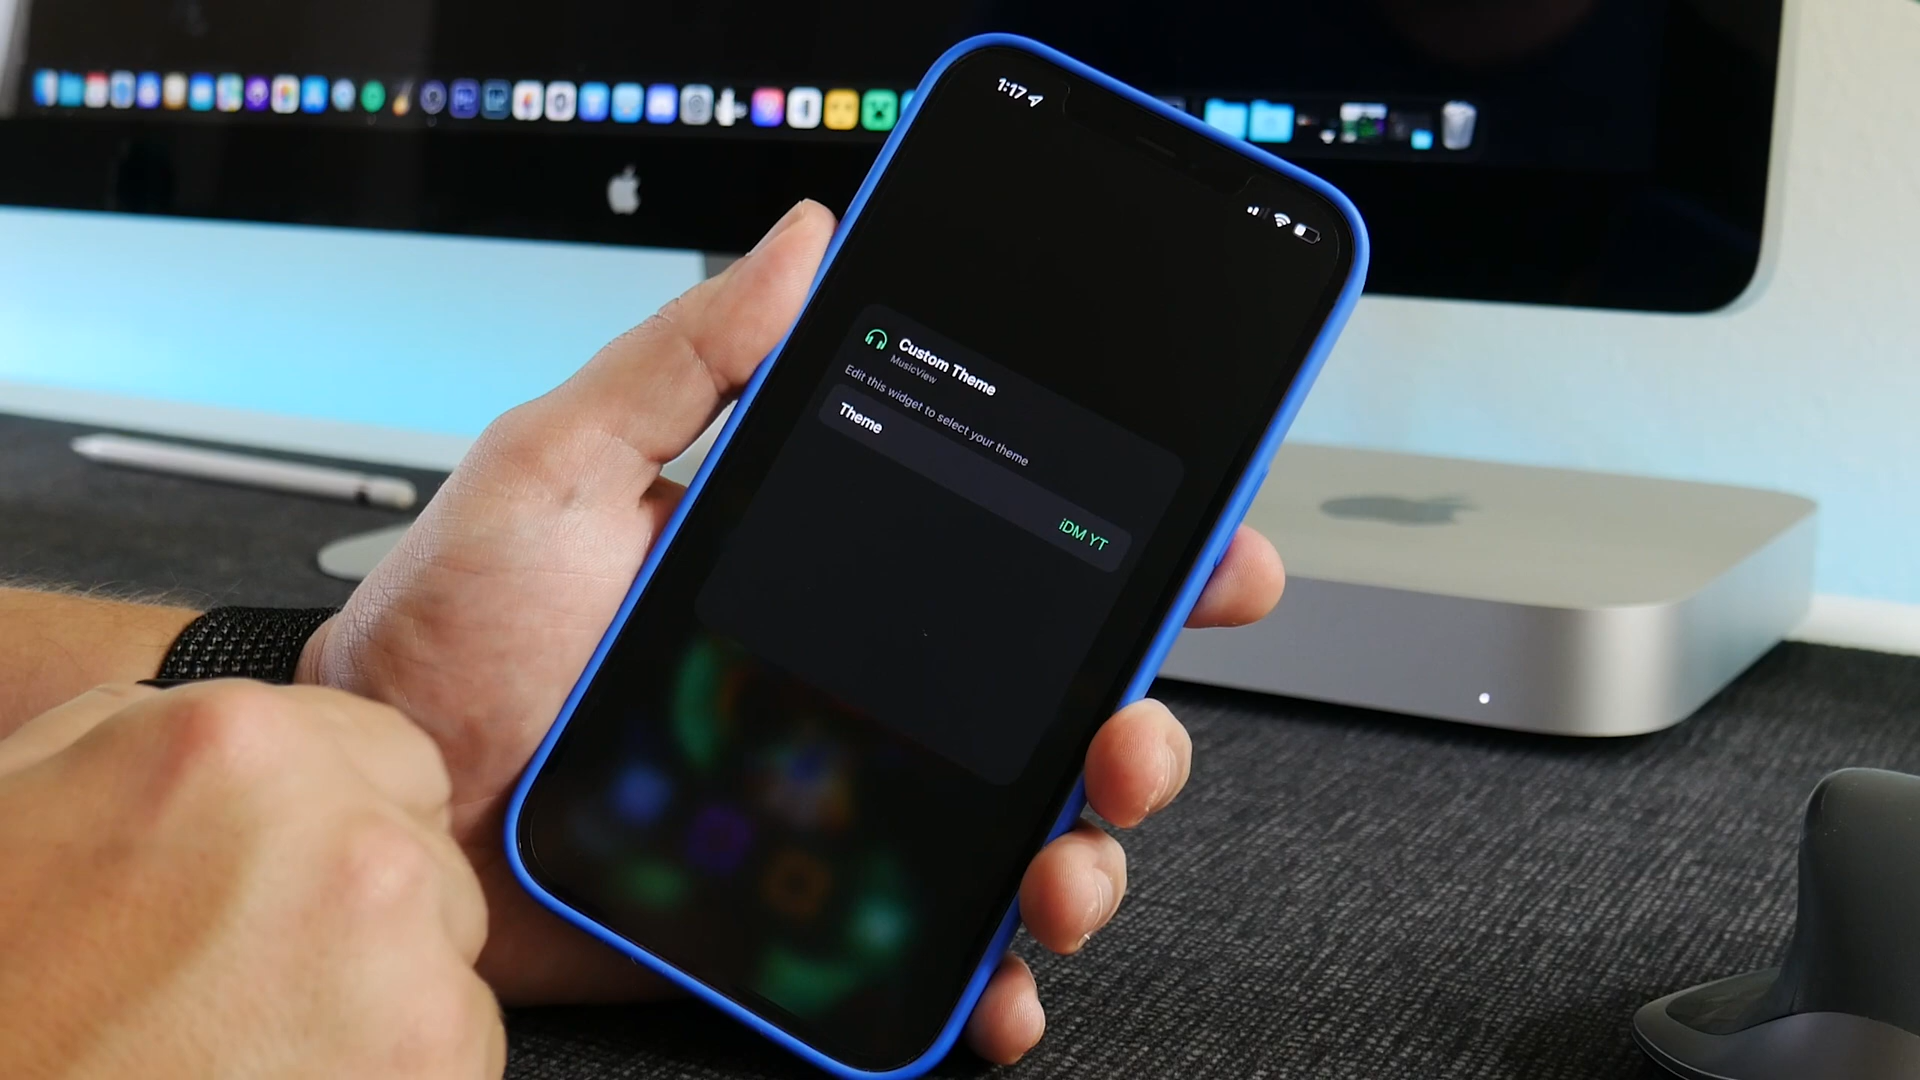 1:17
Custom Theme
MusicView
Edit this widget to select your theme
Theme
iDM YT